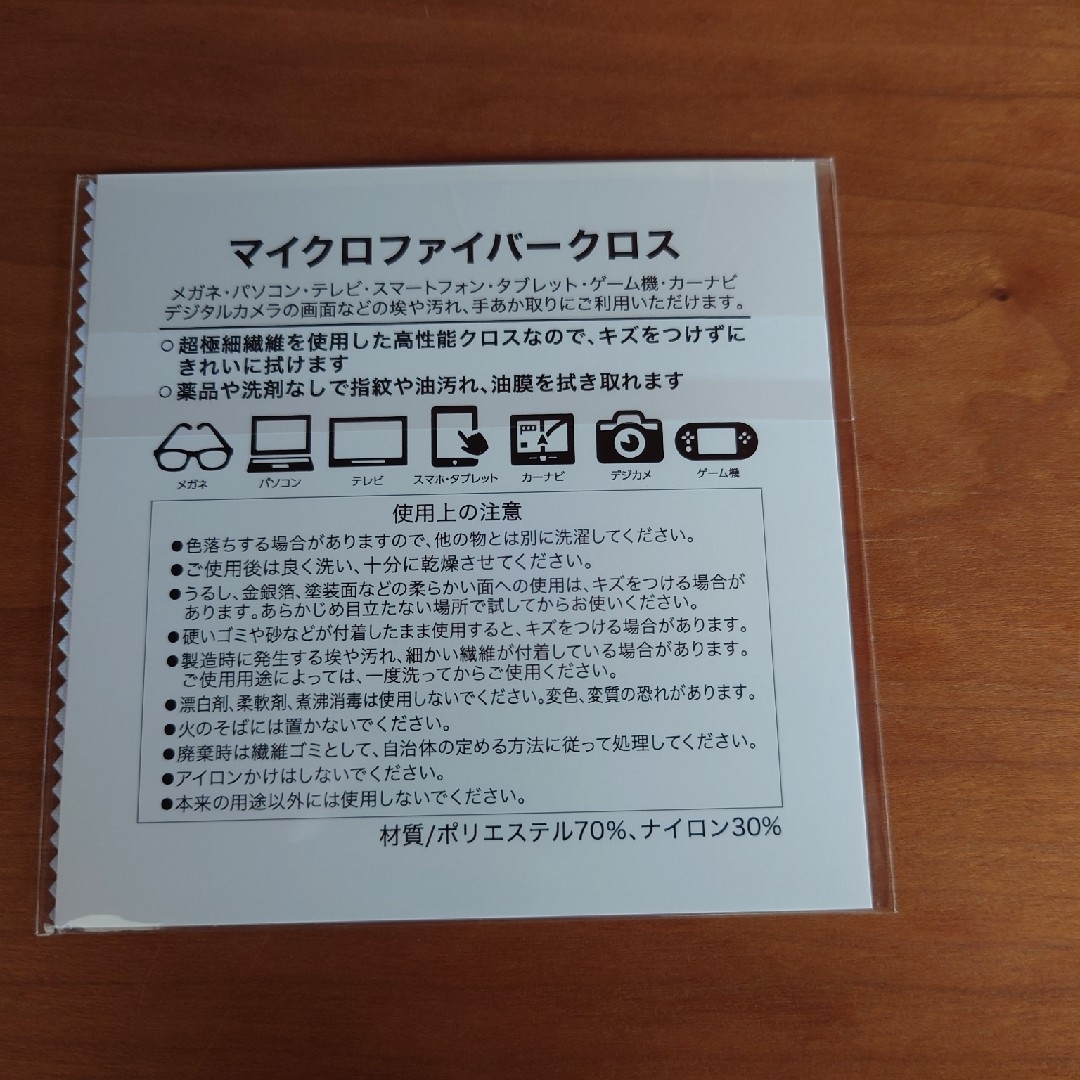 マイクロファイバークロス
メガネ・パソコン・テレビ・スマートフォン・タブレット・ゲーム機・カーナビ
デジタルカメラの画面などの埃や汚れ、手あか取りにご利用いただけます。
○超極細繊維を使用した高性能クロスなので、キズをつけずに
きれいに拭けます
○薬品や洗剤なしで指紋や油汚れ、油膜を拭き取れます
メガネ パソコン テレビ スマホ・タブレット カーナビ デジカメ ゲーム機
使用上の注意
●色落ちする場合がありますので、他の物とは別に洗濯してください。
●ご使用後は良く洗い、十分に乾燥させてください。
●うるし、金銀箔、塗装面などの柔らかい面への使用は、キズをつける場合が
あります。あらかじめ目立たない場所で試してからお使いください。
●硬いゴミや砂などが付着したまま使用すると、キズをつける場合があります。
●製造時に発生する埃や汚れ、細かい繊維が付着している場合があります。
ご使用用途によっては、一度洗ってからご使用ください。
●漂白剤、柔軟剤、煮沸消毒は使用しないでください。変色、変質の恐れがあります。
●火のそばには置かないでください。
●廃棄時は繊維ゴミとして、自治体の定める方法に従って処理してください。
●アイロンかけはしないでください。
●本来の用途以外には使用しないでください。
材質/ポリエステル70%、ナイロン30%